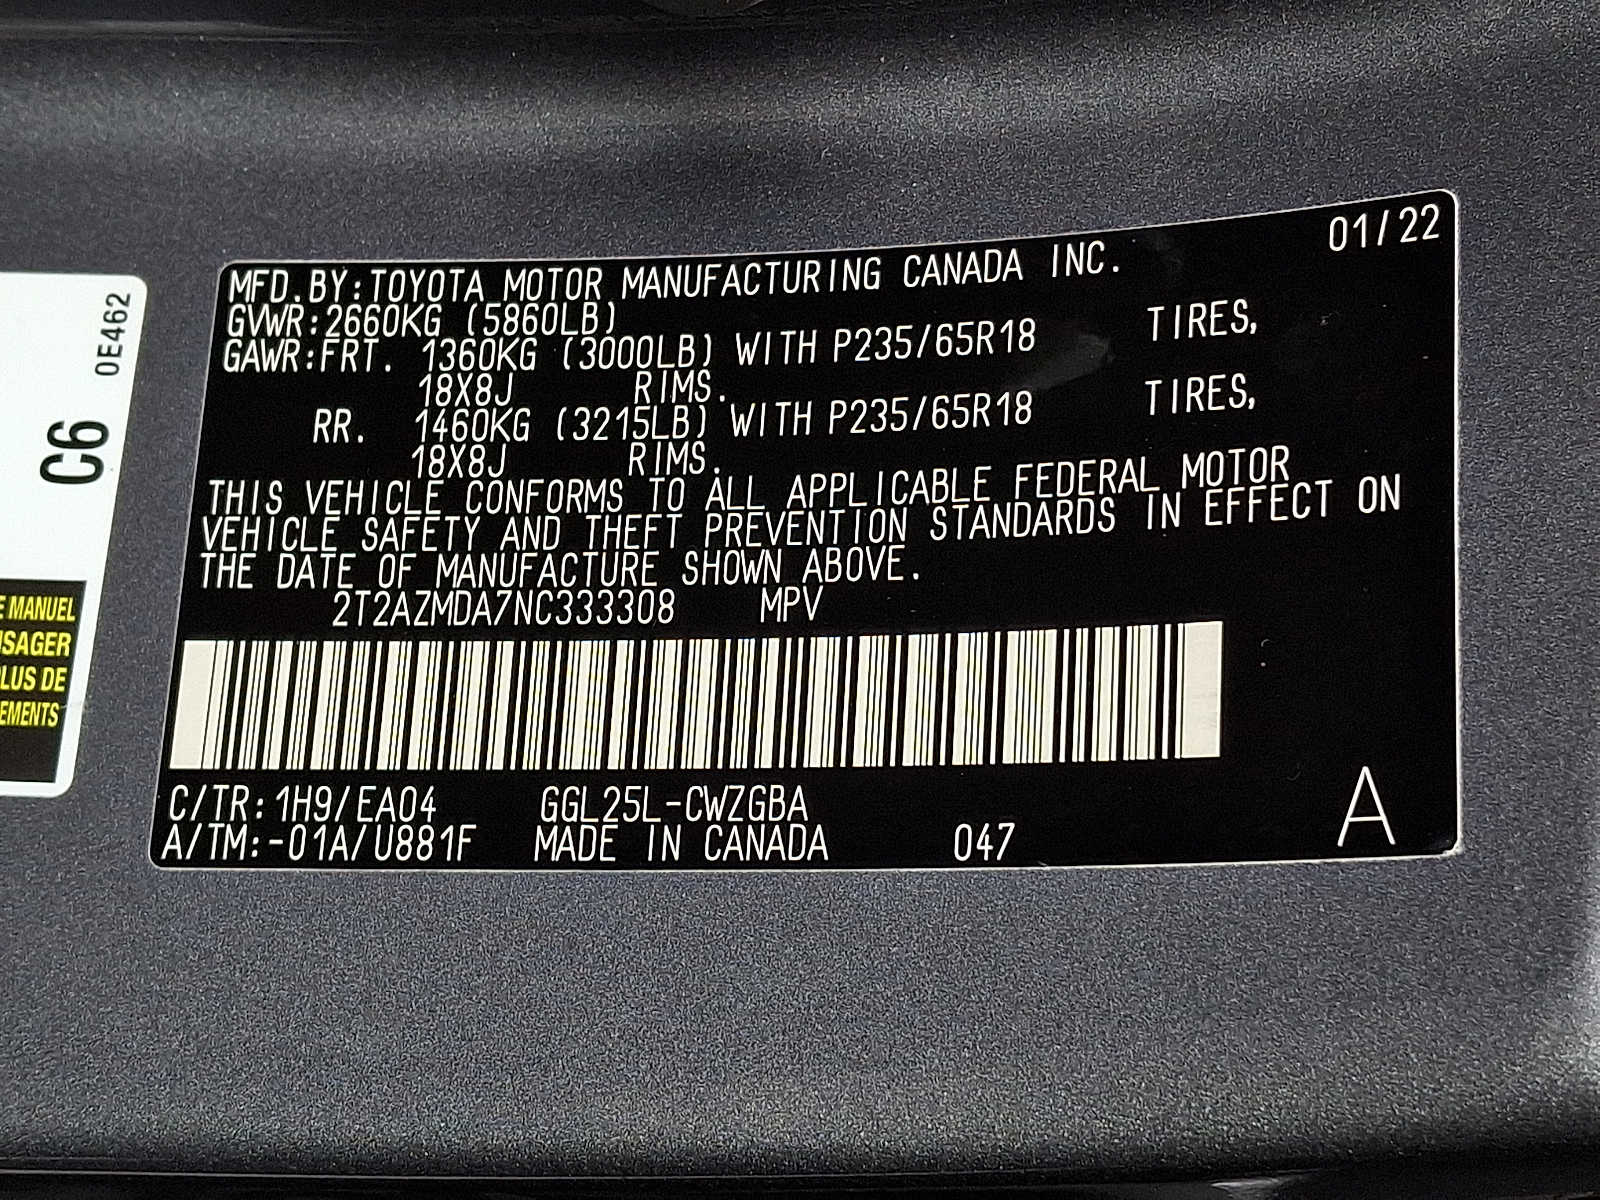 MFD.BY:TOYOTA MOTOR MANUFACTURING CANADA INC. 01/22
GVWR:2660KG (5860LB)
GAWR:FRT. 1360KG (3000LB) WITH P235/65R18 TIRES,
18X8J RIMS.
RR. 1460KG (3215LB) WITH P235/65R18 TIRES,
18X8J RIMS.
THIS VEHICLE CONFORMS TO ALL APPLICABLE FEDERAL MOTOR
VEHICLE SAFETY AND THEFT PREVENTION STANDARDS IN EFFECT ON
THE DATE OF MANUFACTURE SHOWN ABOVE.
2T2AZMDA7NC333308 MPV
C/TR:1H9/EA04 GGL25L-CWZGBA
A/TM:-01A/U881F MADE IN CANADA 047 A
0E462
C6
E MANUEL
SAGER
LUS DE
EMENTS